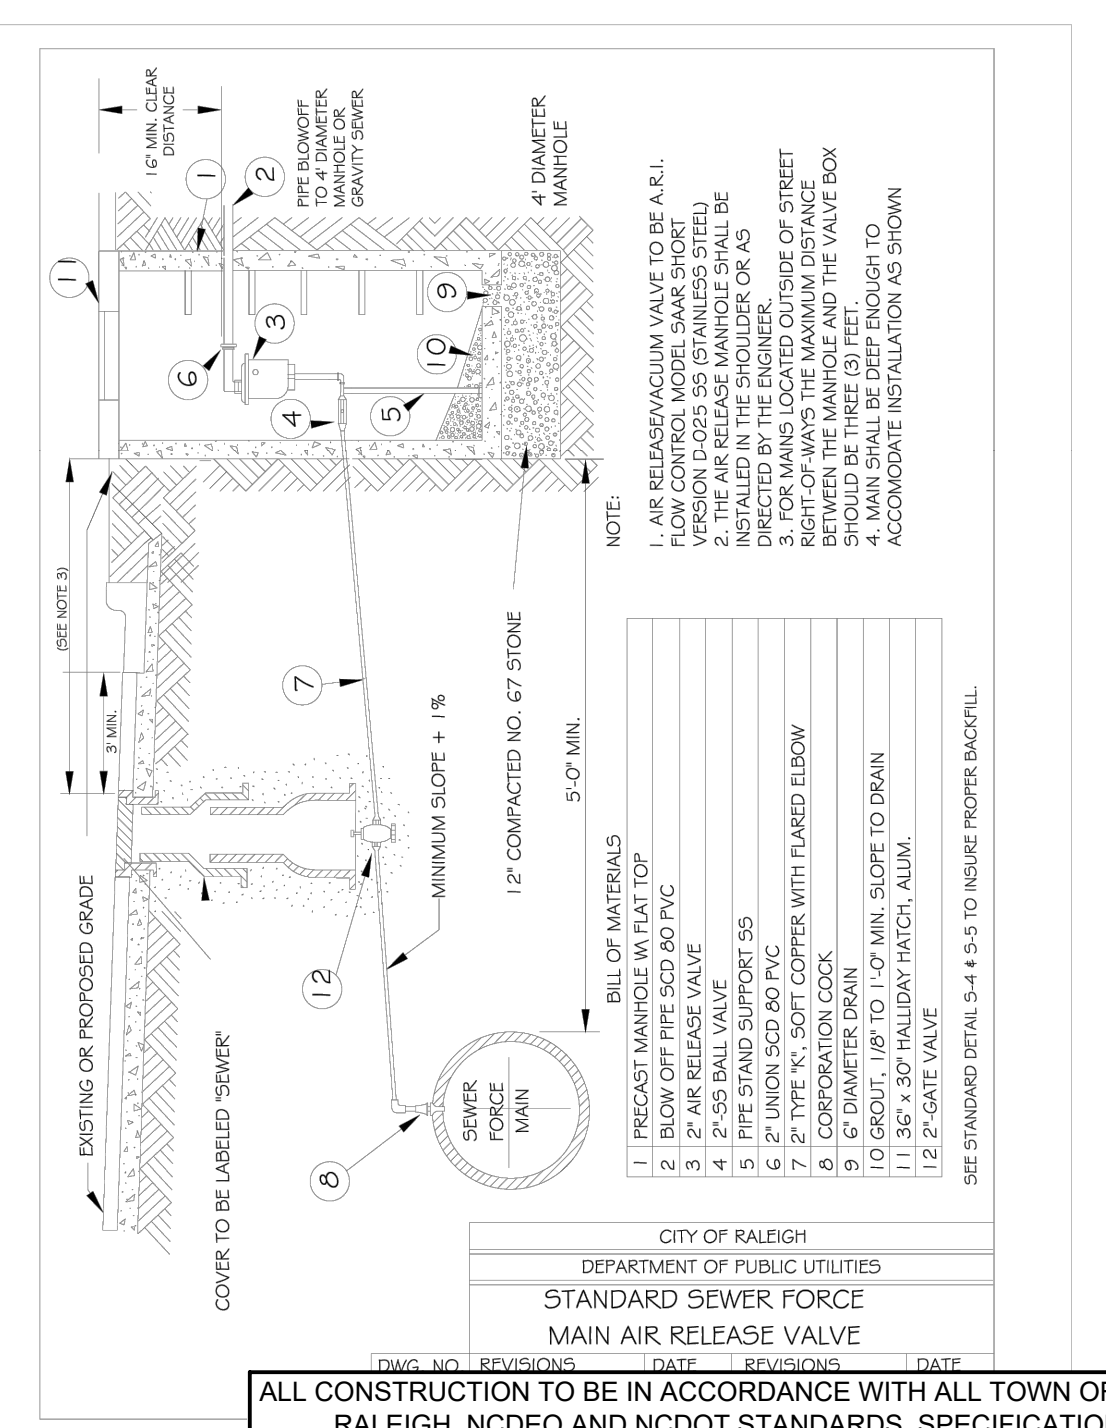 16" MIN. CLEAR
DISTANCE
1
2
PIPE BLOWOFF
TO 4' DIAMETER
MANHOLE OR
GRAVITY SEWER
4' DIAMETER
MANHOLE
11
3
6
9
10
4
5
(SEE NOTE 3)
3' MIN.
7
MINIMUM SLOPE + 1%
12" COMPACTED NO. 67 STONE
5'-0" MIN.
EXISTING OR PROPOSED GRADE
12
COVER TO BE LABELED "SEWER"
8
SEWER
FORCE
MAIN
NOTE:
1. AIR RELEASE/VACUUM VALVE TO BE A.R.I.
FLOW CONTROL MODEL SAAR SHORT
VERSION D-025 SS (STAINLESS STEEL)
2. THE AIR RELEASE MANHOLE SHALL BE
INSTALLED IN THE SHOULDER OR AS
DIRECTED BY THE ENGINEER.
3. FOR MAINS LOCATED OUTSIDE OF STREET
RIGHT-OF-WAYS THE MAXIMUM DISTANCE
BETWEEN THE MANHOLE AND THE VALVE BOX
SHOULD BE THREE (3) FEET.
4. MAIN SHALL BE DEEP ENOUGH TO
ACCOMODATE INSTALLATION AS SHOWN
BILL OF MATERIALS
1 PRECAST MANHOLE W\ FLAT TOP
2 BLOW OFF PIPE SCD 80 PVC
3 2" AIR RELEASE VALVE
4 2"-SS BALL VALVE
5 PIPE STAND SUPPORT SS
6 2" UNION SCD 80 PVC
7 2" TYPE "K", SOFT COPPER WITH FLARED ELBOW
8 CORPORATION COCK
9 6" DIAMETER DRAIN
10 GROUT, 1/8" TO 1'-0" MIN. SLOPE TO DRAIN
11 36" x 30" HALLIDAY HATCH, ALUM.
12 2"-GATE VALVE
SEE STANDARD DETAIL S-4 & S-5 TO INSURE PROPER BACKFILL.
CITY OF RALEIGH
DEPARTMENT OF PUBLIC UTILITIES
STANDARD SEWER FORCE
MAIN AIR RELEASE VALVE
DWG. NO. REVISIONS DATE REVISIONS DATE
ALL CONSTRUCTION TO BE IN ACCORDANCE WITH ALL TOWN OF
RALEIGH, NCDEQ AND NCDOT STANDARDS, SPECIFICATIO